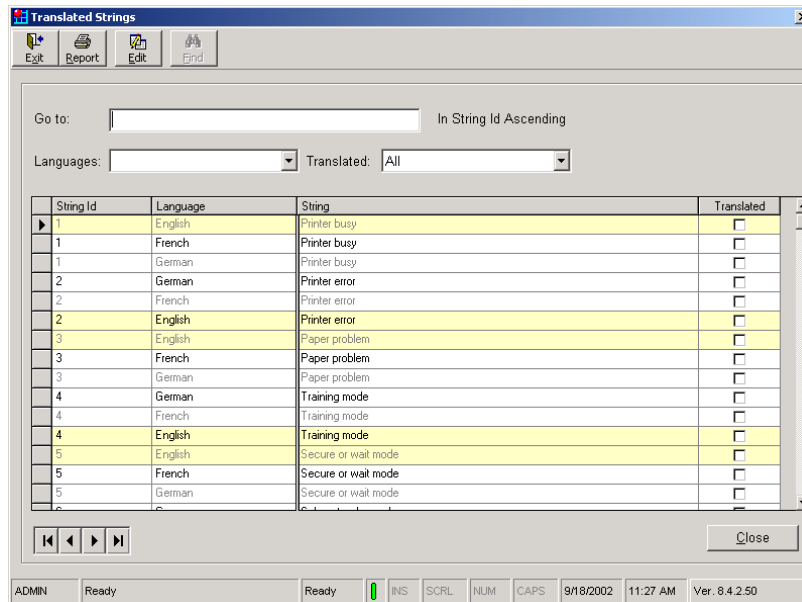 Translated Strings
Exit Report Edit Find
Go to: In String Id Ascending
Languages: Translated: All
String Id Language String Translated
1 English Printer busy
1 French Printer busy
1 German Printer busy
2 German Printer error
2 French Printer error
2 English Printer error
3 English Paper problem
3 French Paper problem
3 German Paper problem
4 German Training mode
4 French Training mode
4 English Training mode
5 English Secure or wait mode
5 French Secure or wait mode
5 German Secure or wait mode
Close
ADMIN Ready Ready INS SCRL NUM CAPS 9/18/2002 11:27 AM Ver. 8.4.2.50